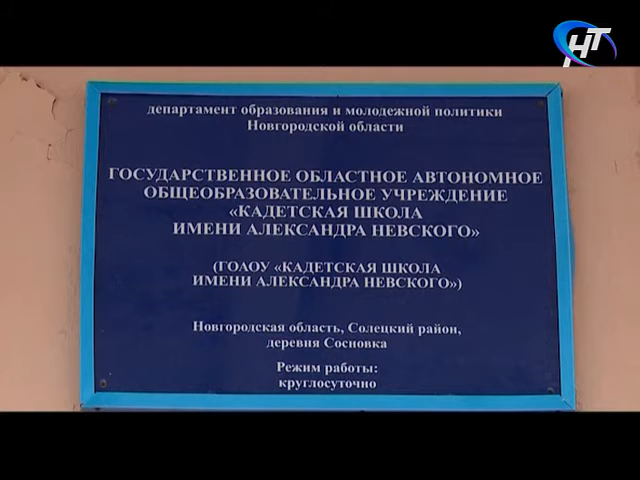 НТ
департамент образования и молодежной политики
Новгородской области
ГОСУДАРСТВЕННОЕ ОБЛАСТНОЕ АВТОНОМНОЕ
ОБЩЕОБРАЗОВАТЕЛЬНОЕ УЧРЕЖДЕНИЕ
«КАДЕТСКАЯ ШКОЛА
ИМЕНИ АЛЕКСАНДРА НЕВСКОГО»
(ГОАОУ «КАДЕТСКАЯ ШКОЛА
ИМЕНИ АЛЕКСАНДРА НЕВСКОГО»)
Новгородская область, Солецкий район,
деревня Сосновка
Режим работы:
круглосуточно